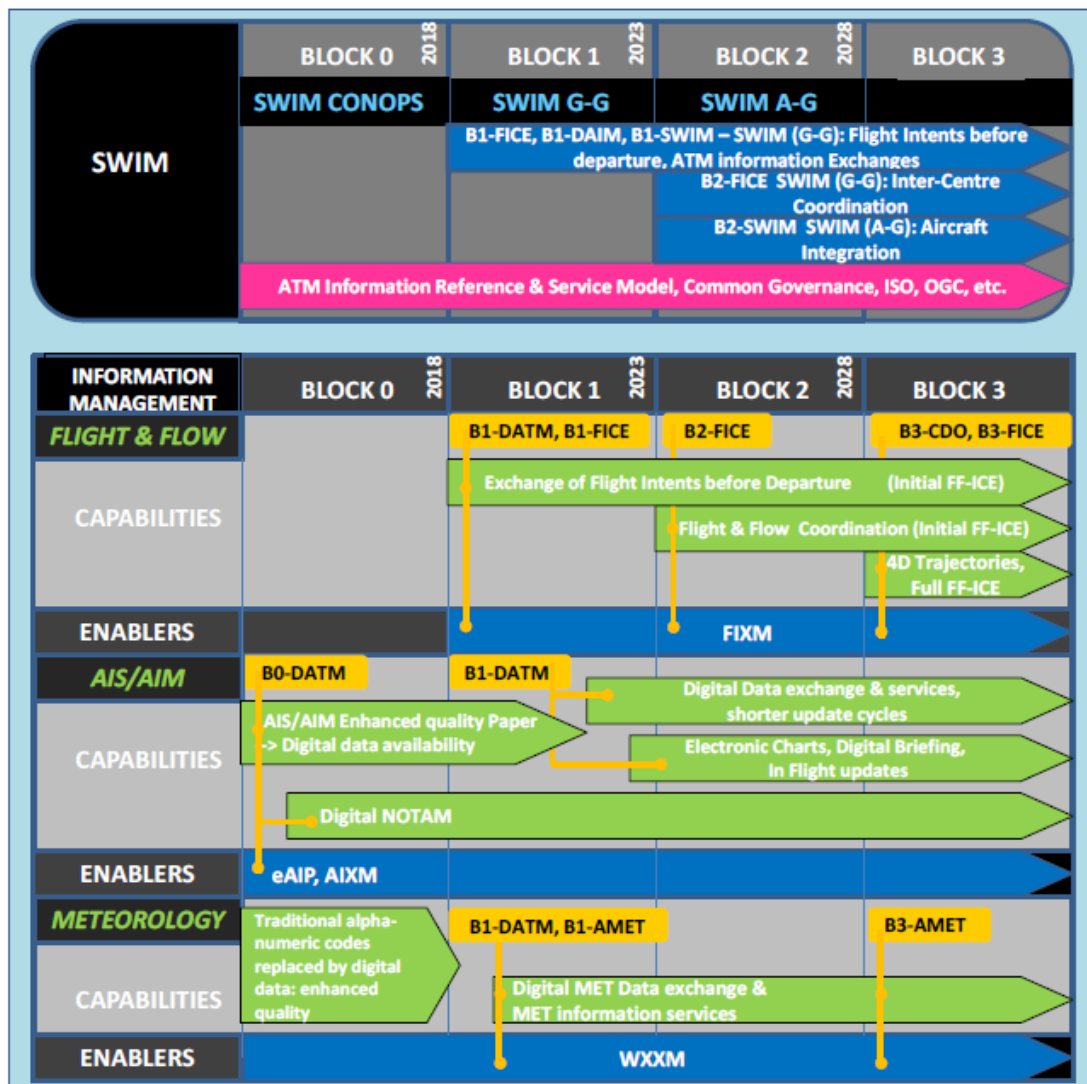 BLOCK 0
2018
BLOCK 1
2023
BLOCK 2
2028
BLOCK 3
SWIM CONOPS
SWIM G-G
SWIM A-G
SWIM
B1-FICE, B1-DAIM, B1-SWIM – SWIM (G-G): Flight Intents before
departure, ATM information Exchanges
B2-FICE SWIM (G-G): Inter-Centre
Coordination
B2-SWIM SWIM (A-G): Aircraft
Integration
ATM Information Reference & Service Model, Common Governance, ISO, OGC, etc.
INFORMATION
MANAGEMENT
BLOCK 0
2018
BLOCK 1
2023
BLOCK 2
2028
BLOCK 3
FLIGHT & FLOW
B1-DATM, B1-FICE
B2-FICE
B3-CDO, B3-FICE
CAPABILITIES
Exchange of Flight Intents before Departure (Initial FF-ICE)
Flight & Flow Coordination (Initial FF-ICE)
4D Trajectories,
Full FF-ICE
ENABLERS
FIXM
AIS/AIM
B0-DATM
B1-DATM
CAPABILITIES
AIS/AIM Enhanced quality Paper
-> Digital data availability
Digital Data exchange & services,
shorter update cycles
Electronic Charts, Digital Briefing,
In Flight updates
Digital NOTAM
ENABLERS
eAIP, AIXM
METEOROLOGY
Traditional alpha-
numeric codes
replaced by digital
data: enhanced
quality
B1-DATM, B1-AMET
B3-AMET
CAPABILITIES
Digital MET Data exchange &
MET information services
ENABLERS
WXXM